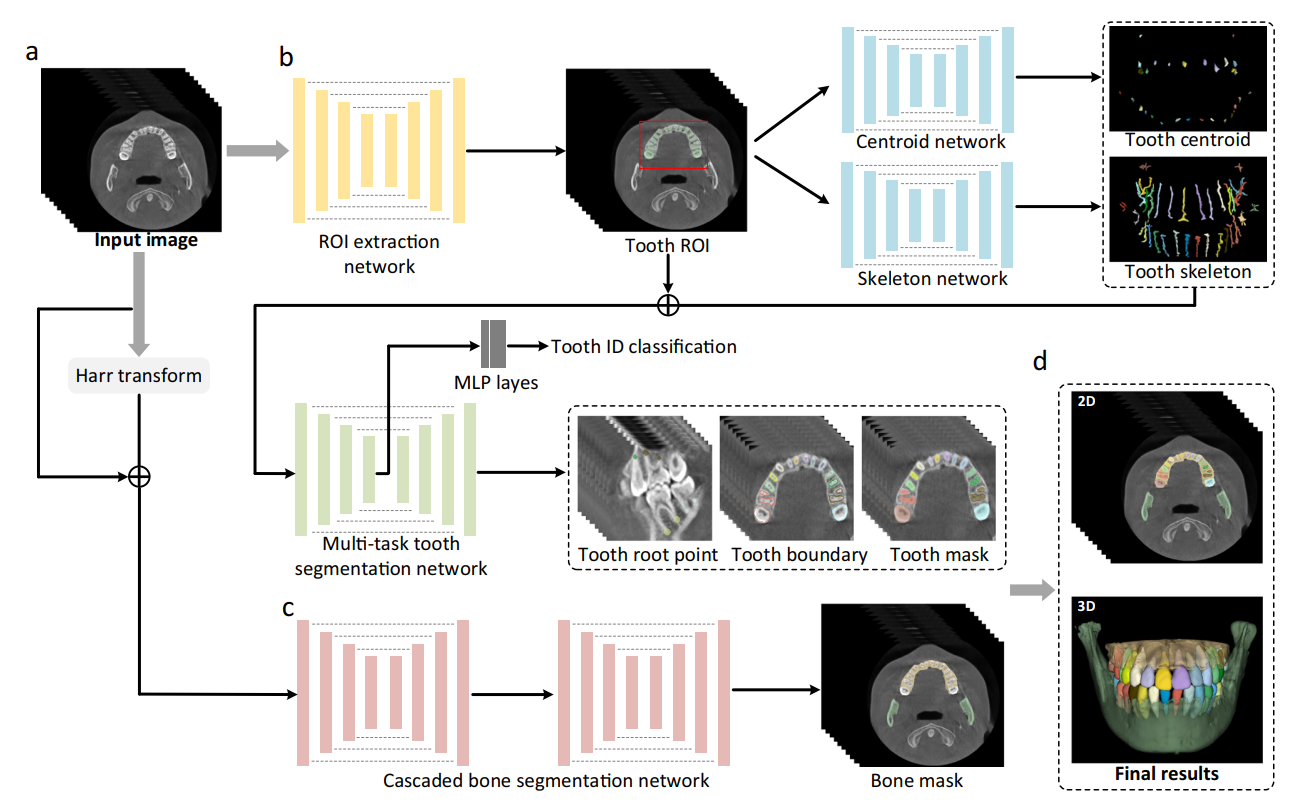 a
Input image
b
ROI extraction
network
Tooth ROI
Centroid network
Skeleton network
Tooth centroid
Tooth skeleton
Harr transform
MLP layes
Tooth ID classification
Multi-task tooth
segmentation network
Tooth root point
Tooth boundary
Tooth mask
c
Cascaded bone segmentation network
Bone mask
d
2D
3D
Final results